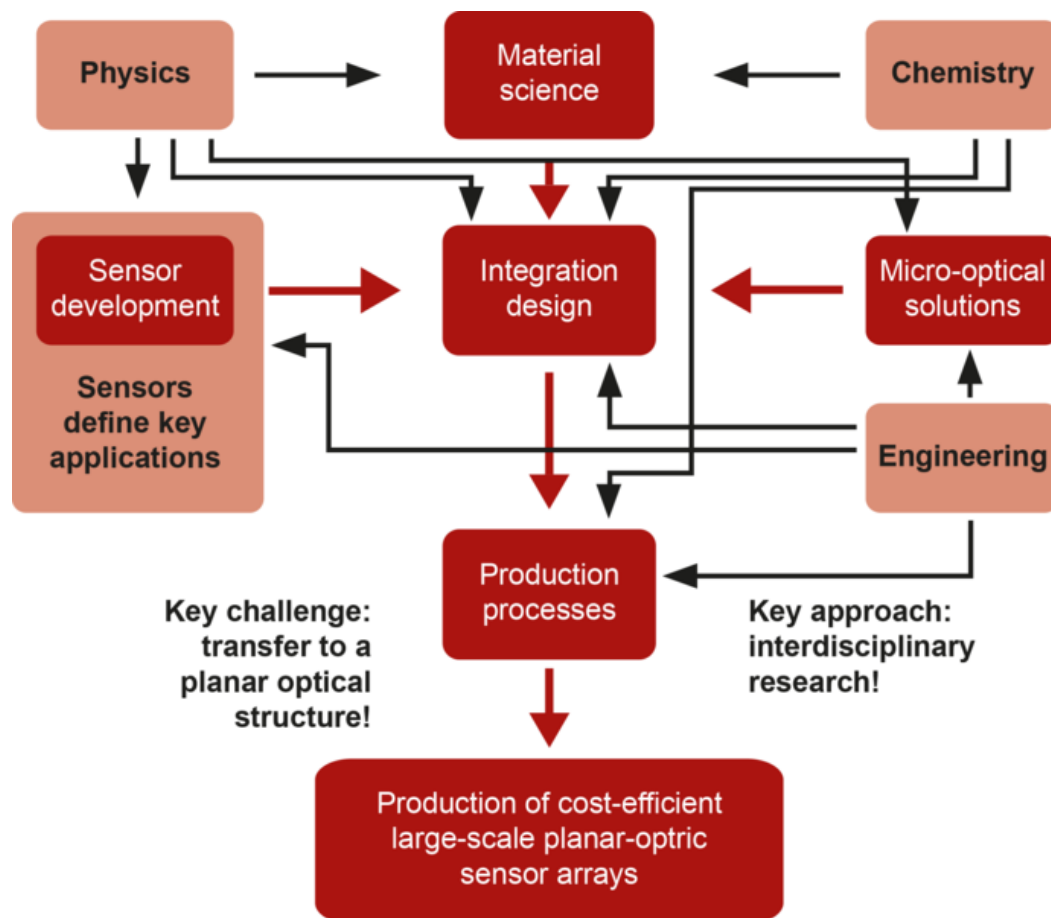 Physics
Material
science
Chemistry
Sensor
development
Sensors
define key
applications
Integration
design
Micro-optical
solutions
Engineering
Production
processes
Key challenge:
transfer to a
planar optical
structure!
Key approach:
interdisciplinary
research!
Production of cost-efficient
large-scale planar-optric
sensor arrays